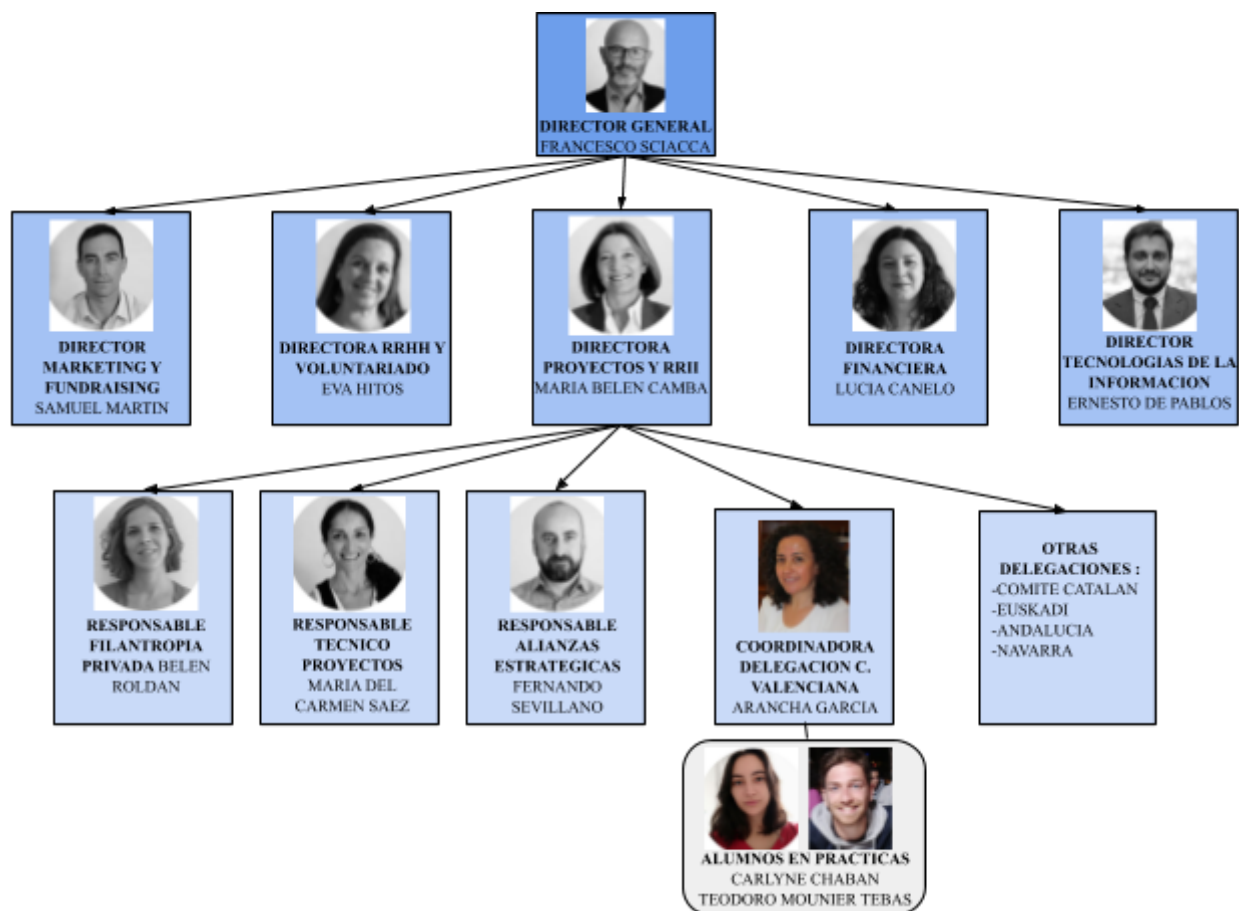 DIRECTOR GENERAL
FRANCESCO SCIACCA
DIRECTOR
MARKETING Y
FUNDRAISING
SAMUEL MARTIN
DIRECTORA RRHH Y
VOLUNTARIADO
EVA HITOS
DIRECTORA
PROYECTOS Y RRII
MARIA BELEN CAMBA
DIRECTORA
FINANCIERA
LUCIA CANELO
DIRECTOR
TECNOLOGIAS DE LA
INFORMACION
ERNESTO DE PABLOS
RESPONSABLE
FILANTROPIA
PRIVADA BELEN
ROLDAN
RESPONSABLE
TECNICO
PROYECTOS
MARIA DEL
CARMEN SAEZ
RESPONSABLE
ALIANZAS
ESTRATEGICAS
FERNANDO
SEVILLANO
COORDINADORA
DELEGACION C.
VALENCIANA
ARANCHA GARCIA
OTRAS
DELEGACIONES :
-COMITE CATALAN
-EUSKADI
-ANDALUCIA
-NAVARRA
ALUMNOS EN PRACTICAS
CARLYNE CHABAN
TEODORO MOUNIER TEBAS